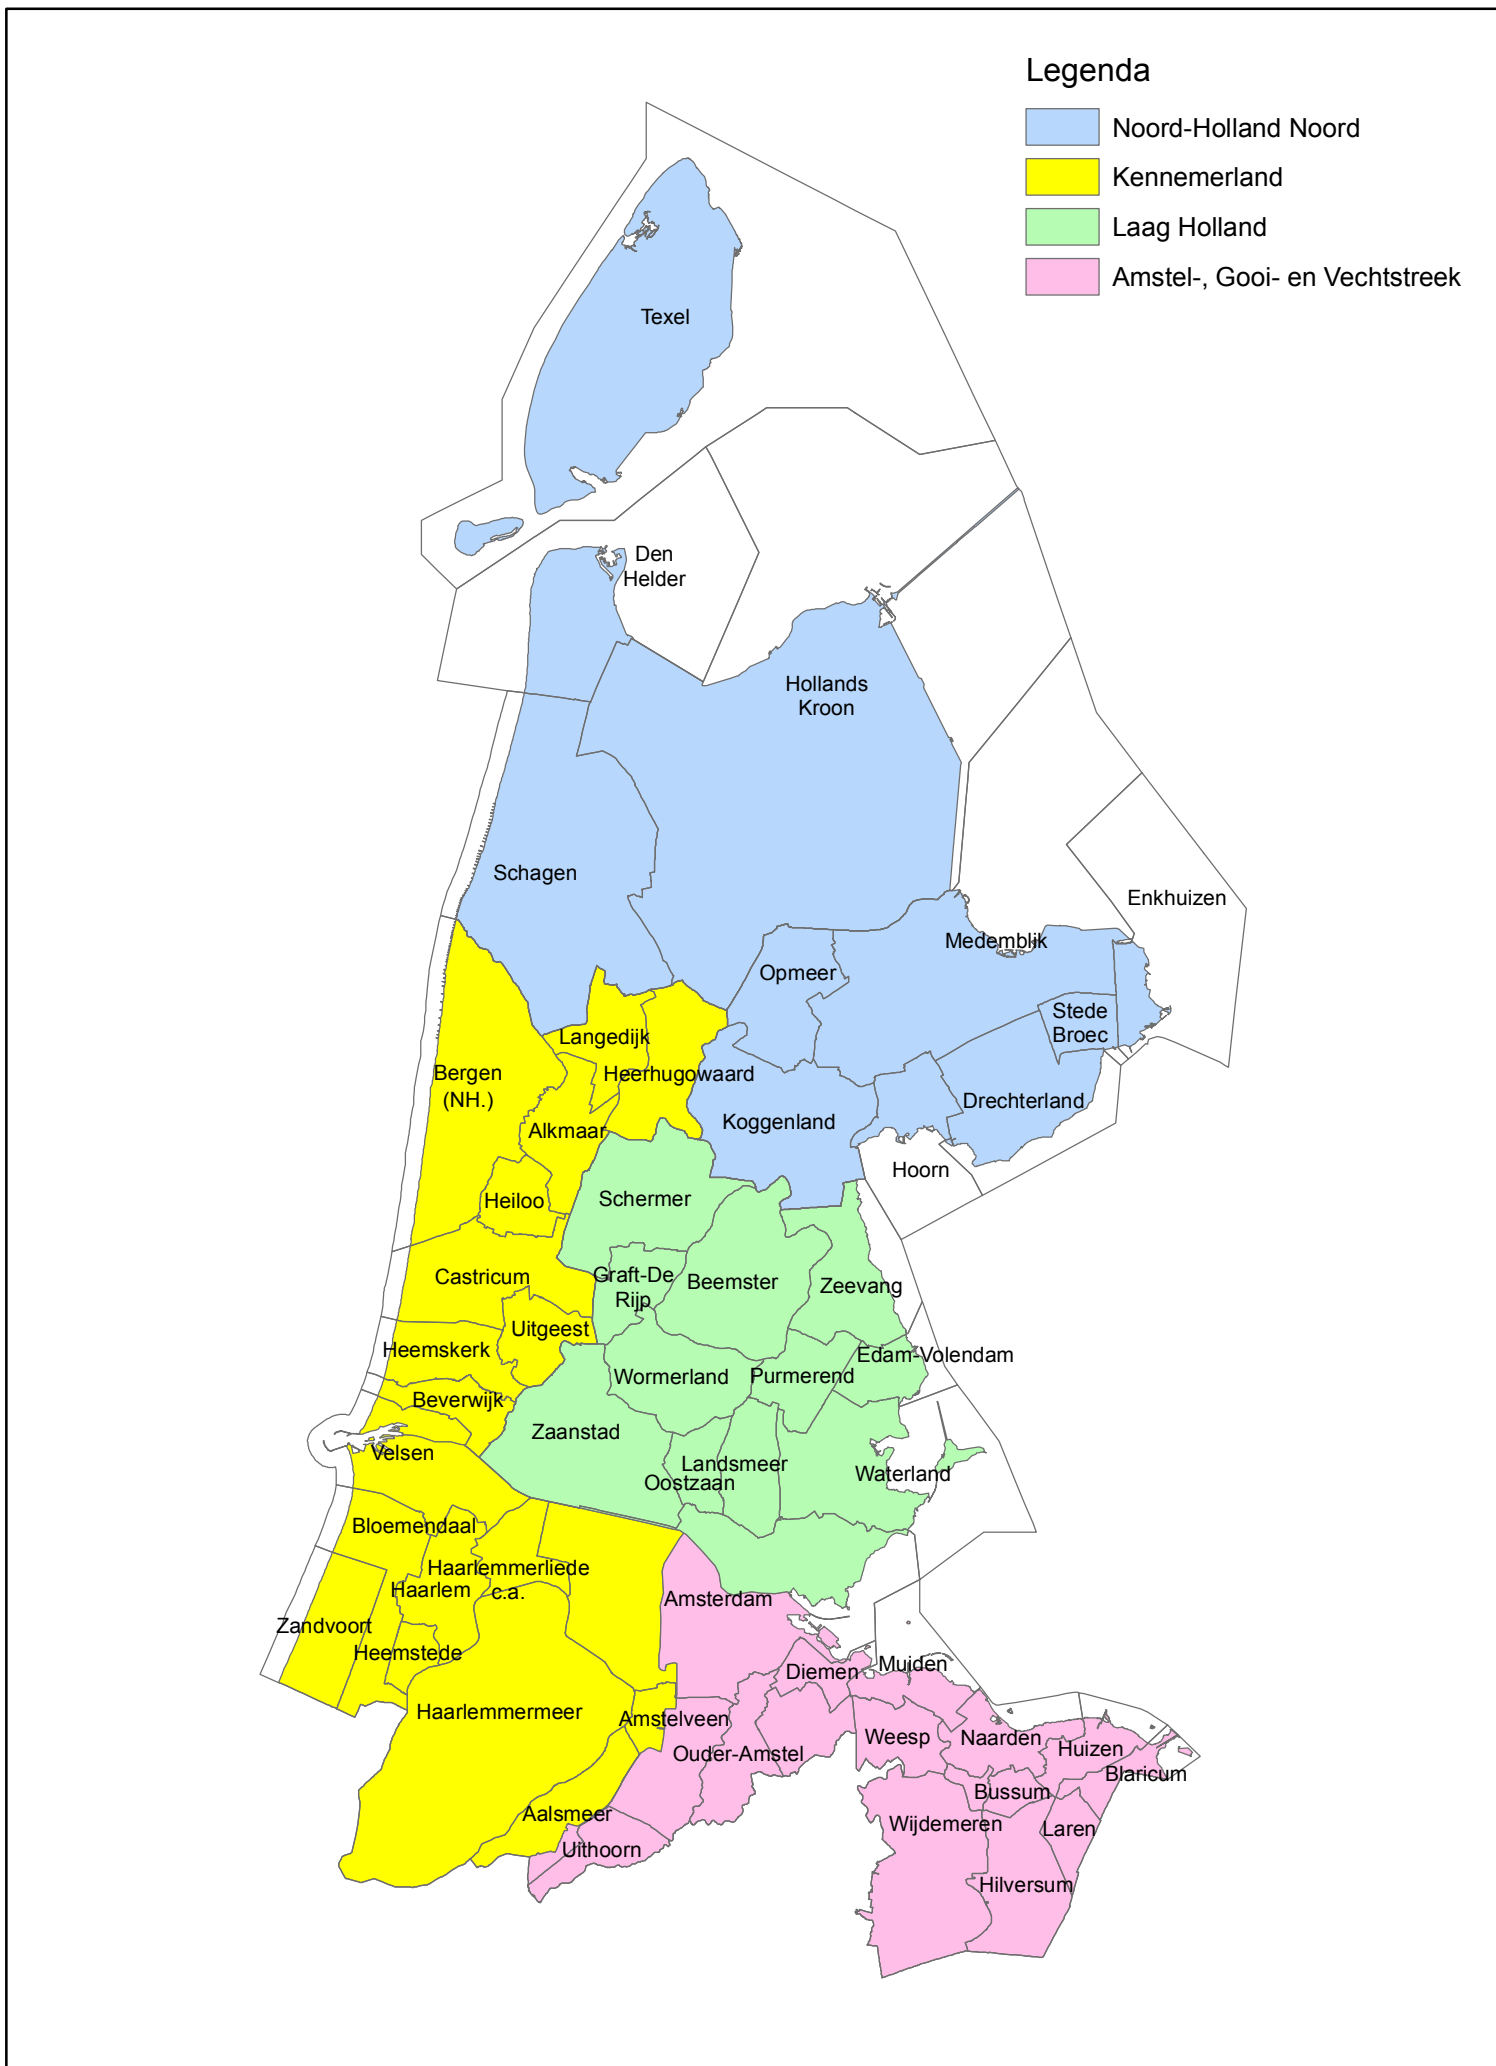 Legenda
Noord-Holland Noord
Kennemerland
Laag Holland
Amstel-, Gooi- en Vechtstreek
Texel
Den
Helder
Hollands
Kroon
Schagen
Enkhuizen
Medemblik
Opmeer
Stede
Broec
Langedijk
Bergen
(NH.)
Heerhugowaard
Drechterland
Koggenland
Alkmaar
Hoorn
Heiloo
Schermer
Castricum
Graft-De
Rijp
Beemster
Zeevang
Uitgeest
Heemskerk
Edam-Volendam
Wormerland
Purmerend
Beverwijk
Zaanstad
Velsen
Landsmeer
Oostzaan
Waterland
Bloemendaal
Haarlemmerliede
c.a.
Haarlem
Amsterdam
Zandvoort
Heemstede
Diemen
Muiden
Haarlemmermeer
Amstelveen
Weesp
Naarden
Huizen
Ouder-Amstel
Blaricum
Bussum
Aalsmeer
Wijdemeren
Laren
Uithoorn
Hilversum